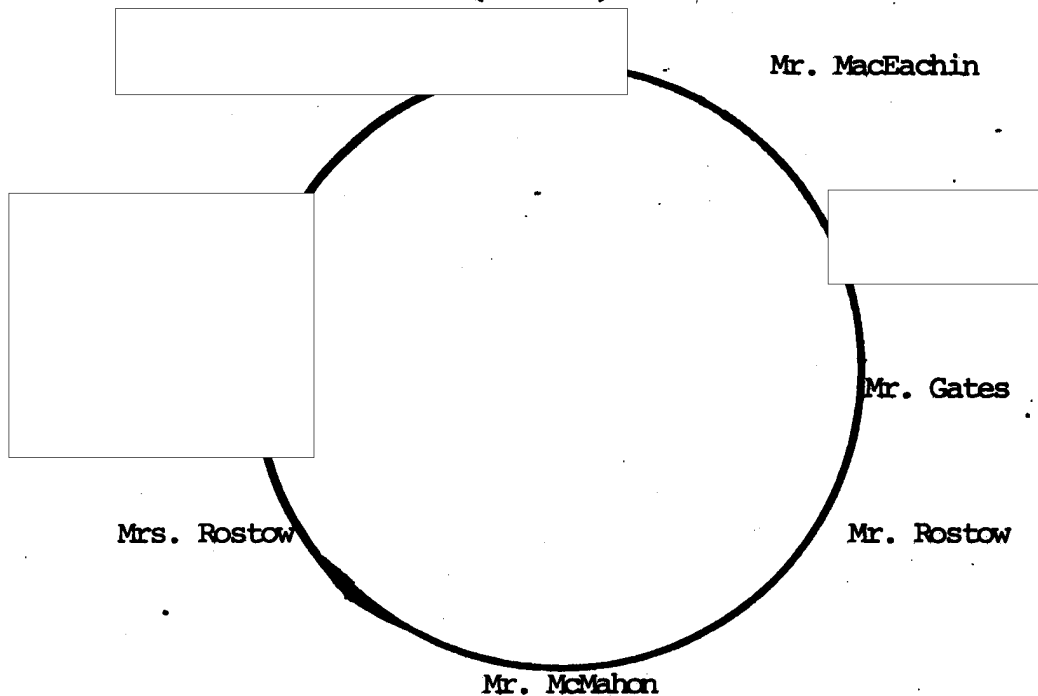 Mr. MacEachin
Mr. Gates
Mrs. Rostow
Mr. Rostow
Mr. McMahon